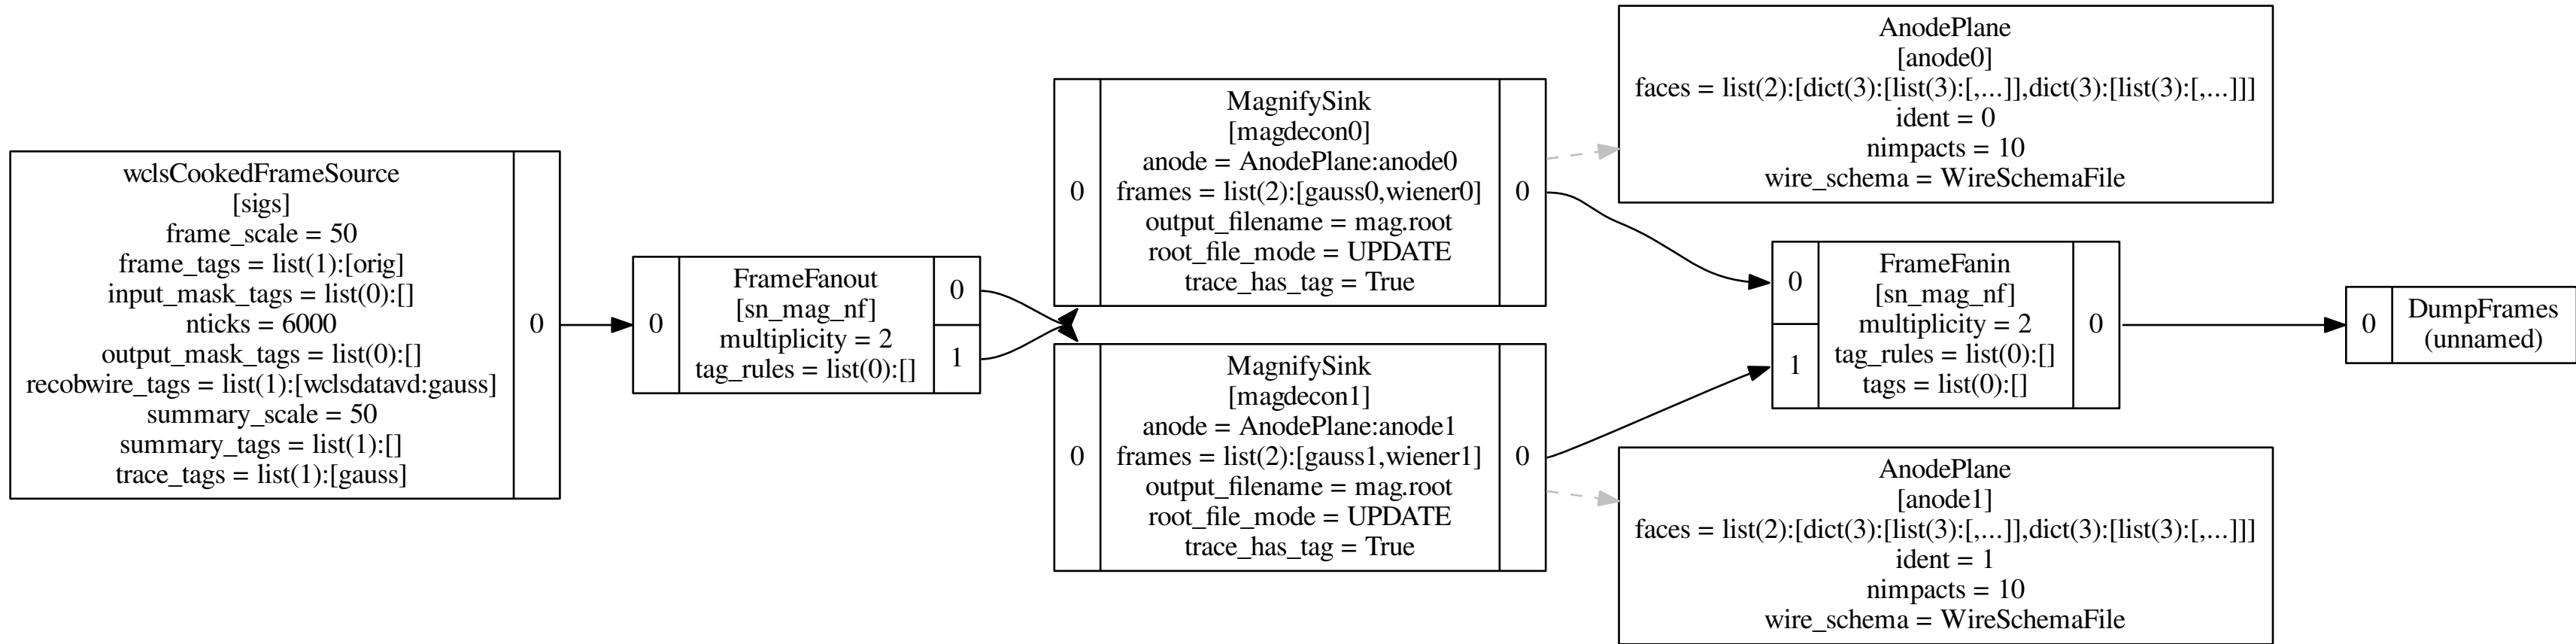 wclsCookedFrameSource
[sigs]
frame_scale = 50
frame_tags = list(1):[orig]
input_mask_tags = list(0):[]
nticks = 6000
output_mask_tags = list(0):[]
recobwire_tags = list(1):[wclsdatavd:gauss]
summary_scale = 50
summary_tags = list(1):[]
trace_tags = list(1):[gauss]
0
0
FrameFanout
[sn_mag_nf]
multiplicity = 2
tag_rules = list(0):[]
0
1
0
MagnifySink
[magdecon0]
anode = AnodePlane:anode0
frames = list(2):[gauss0,wiener0]
output_filename = mag.root
root_file_mode = UPDATE
trace_has_tag = True
0
0
MagnifySink
[magdecon1]
anode = AnodePlane:anode1
frames = list(2):[gauss1,wiener1]
output_filename = mag.root
root_file_mode = UPDATE
trace_has_tag = True
0
AnodePlane
[anode0]
faces = list(2):[dict(3):[list(3):[,...]],dict(3):[list(3):[,...]]]
ident = 0
nimpacts = 10
wire_schema = WireSchemaFile
0
1
FrameFanin
[sn_mag_nf]
multiplicity = 2
tag_rules = list(0):[]
tags = list(0):[]
0
AnodePlane
[anode1]
faces = list(2):[dict(3):[list(3):[,...]],dict(3):[list(3):[,...]]]
ident = 1
nimpacts = 10
wire_schema = WireSchemaFile
0
DumpFrames
(unnamed)